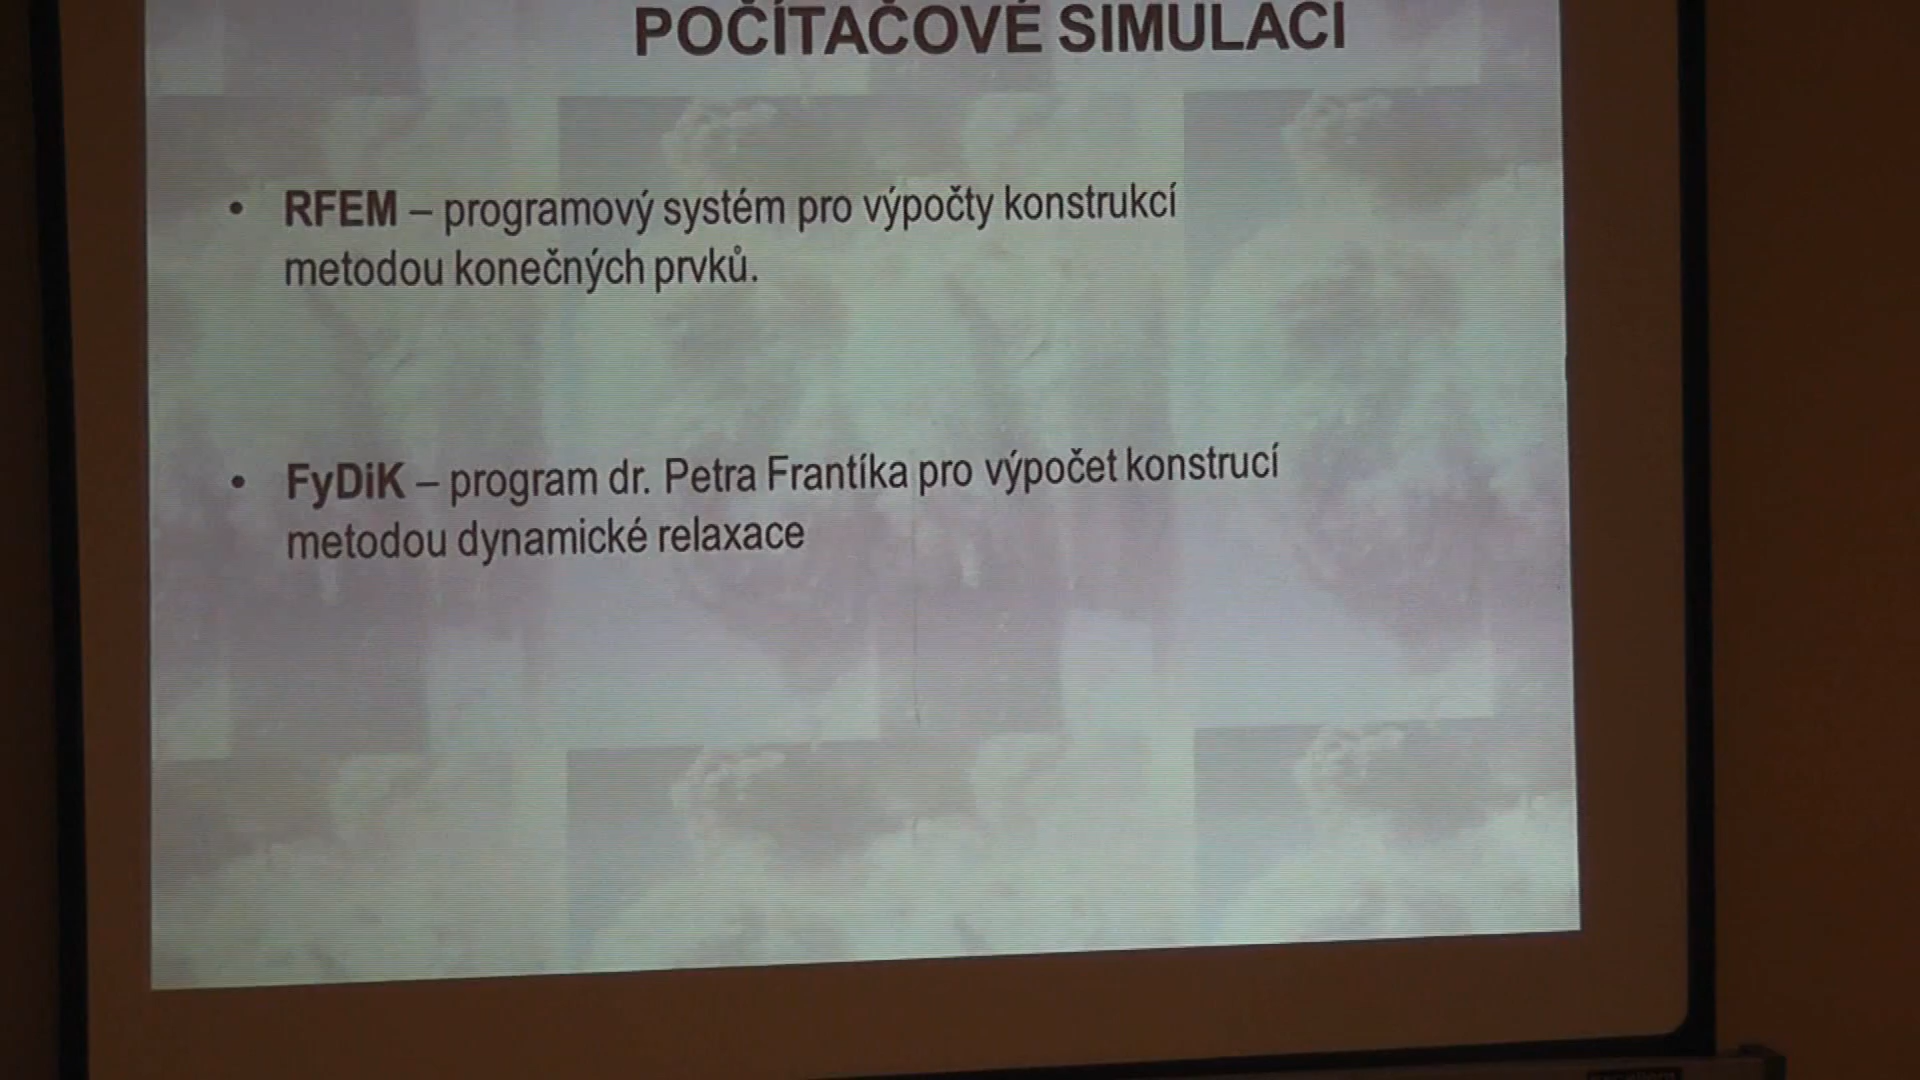 POČÍTAČOVÉ SIMULACI
• RFEM – programový systém pro výpočty konstrukcí
metodou konečných prvků.
• FyDiK – program dr. Petra Frantíka pro výpočet konstrucí
metodou dynamické relaxace